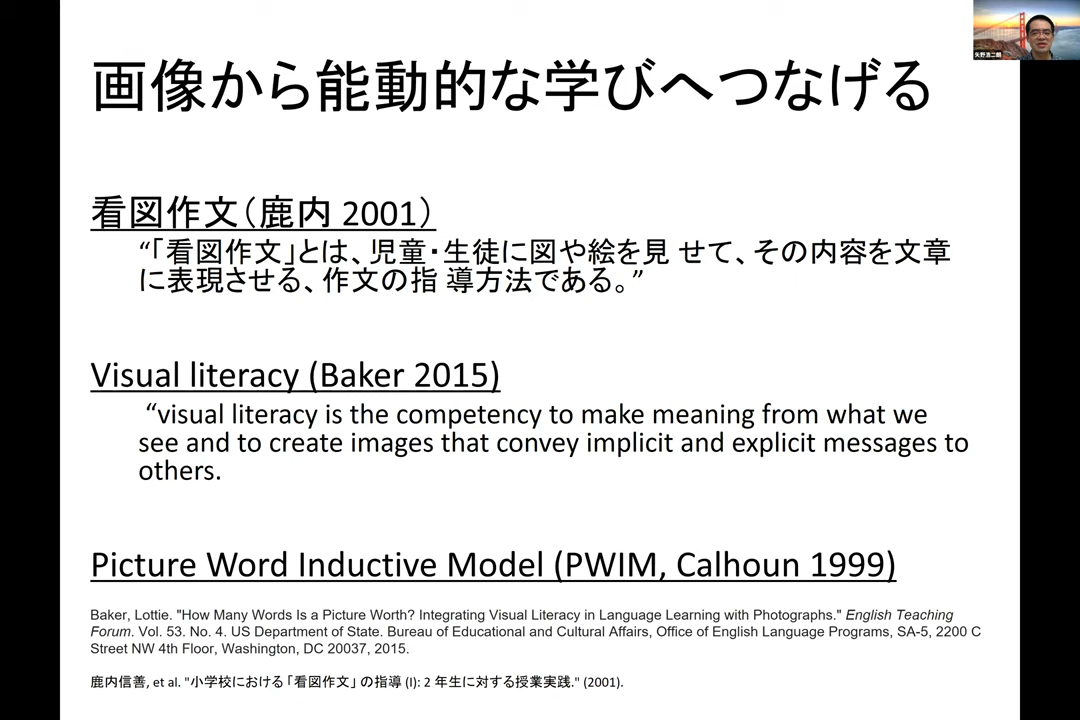 画像から能動的な学びへつなげる
矢野浩二朗
看図作文（鹿内 2001）
“「看図作文」とは、児童・生徒に図や絵を見 せて、その内容を文章
に表現させる、作文の指 導方法である。”
Visual literacy (Baker 2015)
“visual literacy is the competency to make meaning from what we
see and to create images that convey implicit and explicit messages to
others.
Picture Word Inductive Model (PWIM, Calhoun 1999)
Baker, Lottie. "How Many Words Is a Picture Worth? Integrating Visual Literacy in Language Learning with Photographs." English Teaching
Forum. Vol. 53. No. 4. US Department of State. Bureau of Educational and Cultural Affairs, Office of English Language Programs, SA-5, 2200 C
Street NW 4th Floor, Washington, DC 20037, 2015.
鹿内信善, et al. "小学校における「看図作文」の指導 (I): 2 年生に対する授業実践." (2001).